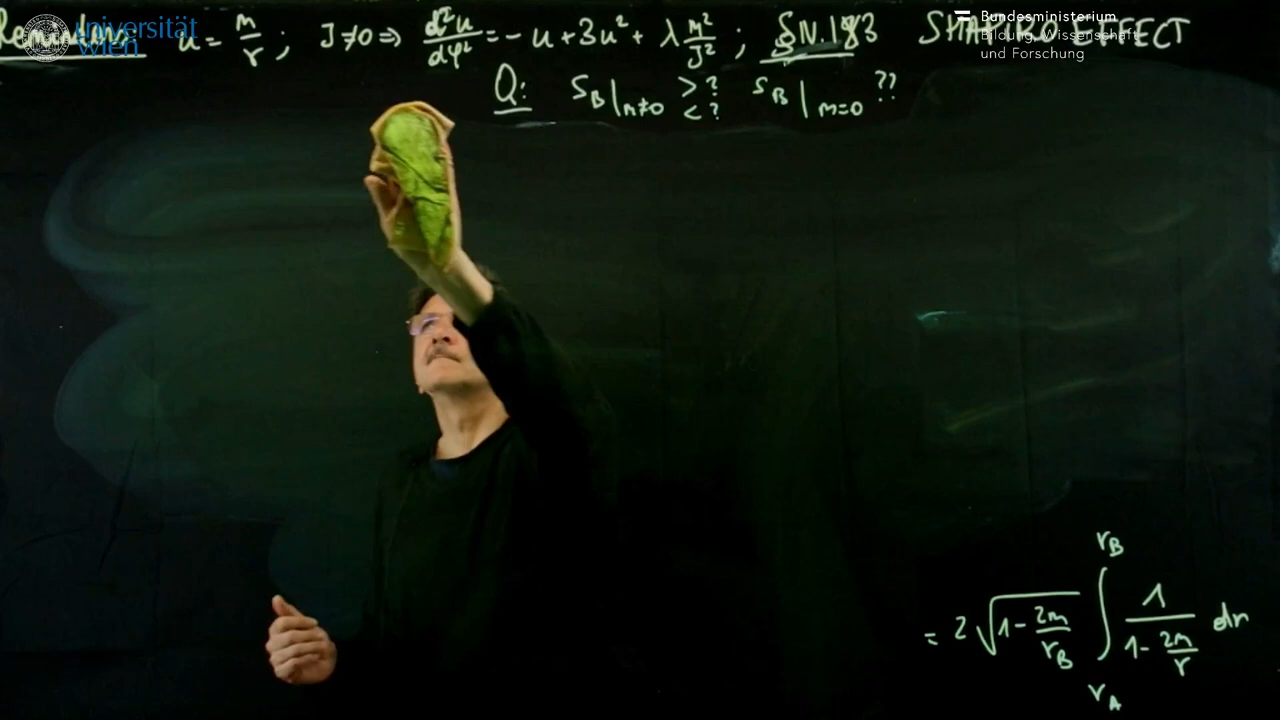 universität
wien
Bundesministerium
Bildung, Wissenschaft
und Forschung
u = m/r ; J≠0 ⇒ d²u/dφ² = - u + 3u² + λ m²/J² ; §N.183 SHAPIRO EFFECT
Q: s_B|_{m≠0} >? <? s_B|_{m=0} ??
= 2 √(1 - 2m/r_B) ∫_{r_A}^{r_B} 1/(1 - 2m/r) dr